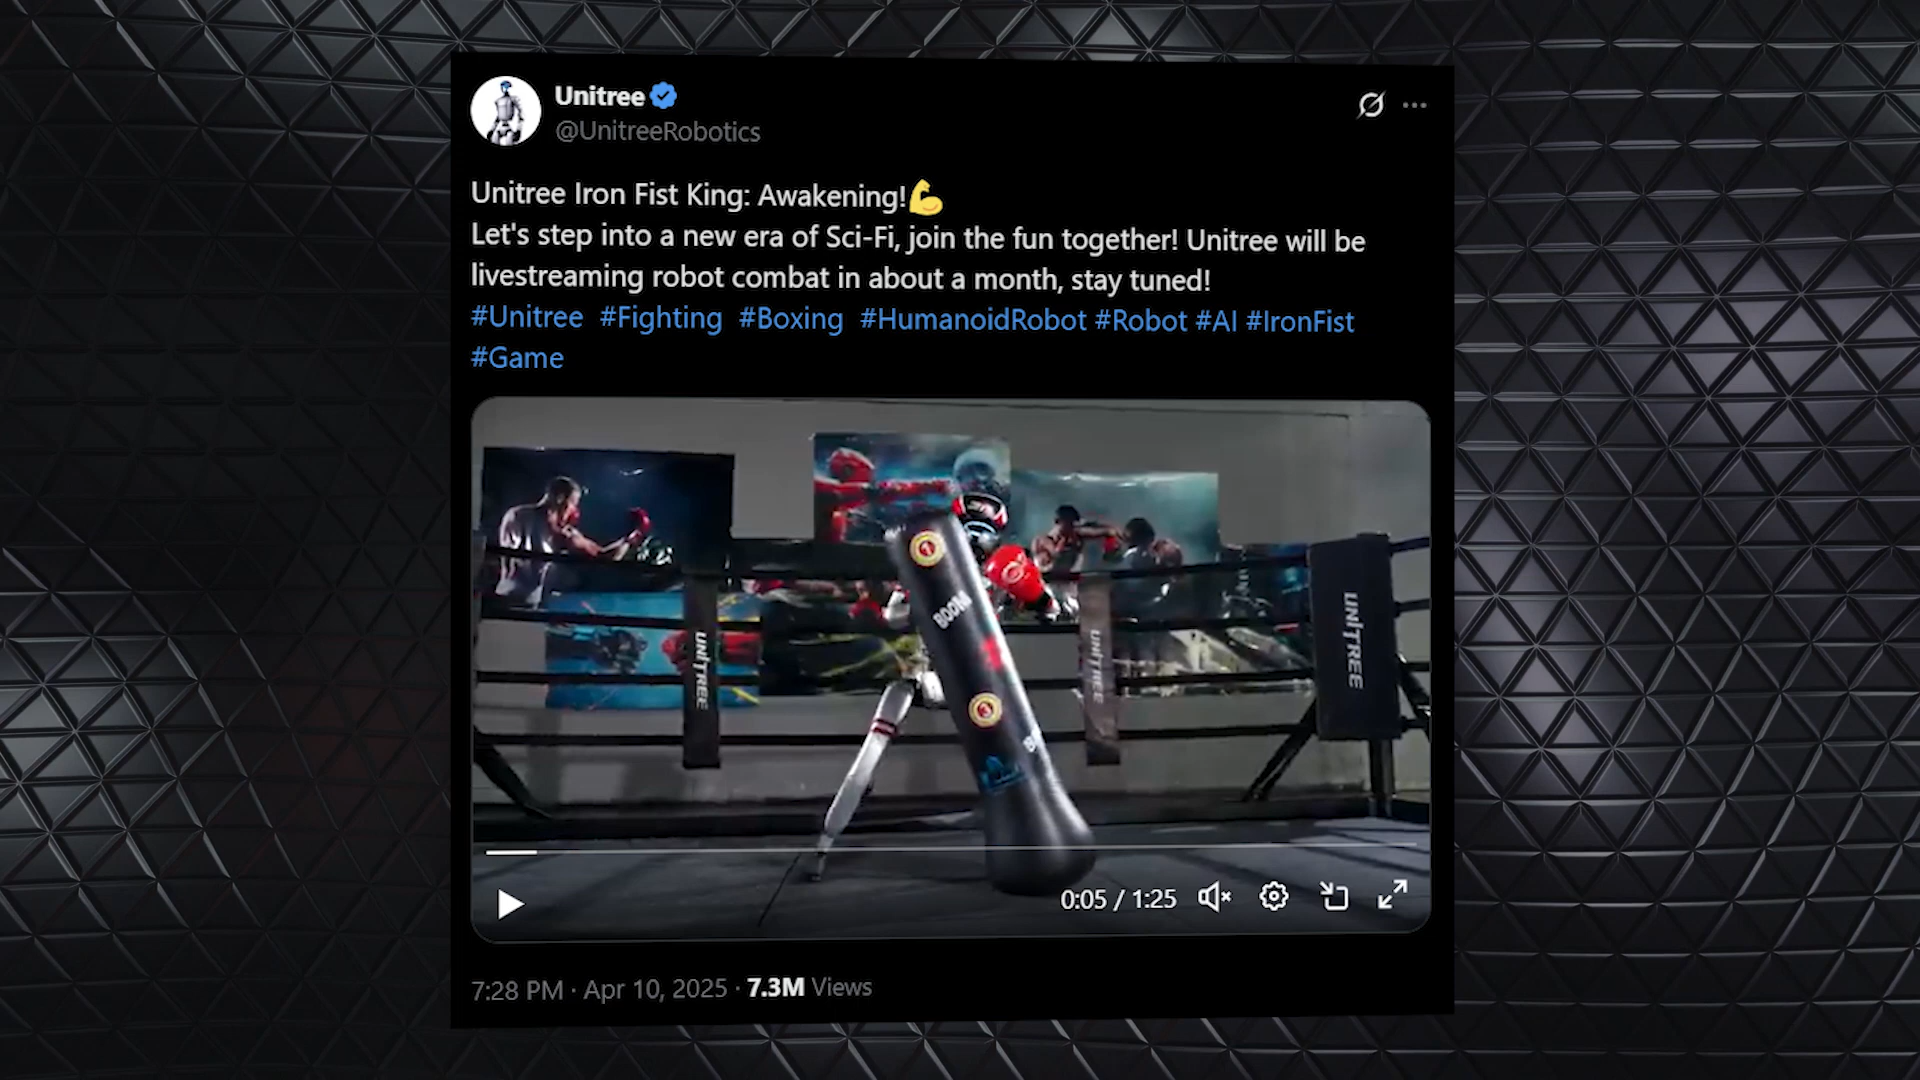 Unitree
@UnitreeRobotics
Unitree Iron Fist King: Awakening!💪
Let's step into a new era of Sci-Fi, join the fun together! Unitree will be
livestreaming robot combat in about a month, stay tuned!
#Unitree #Fighting #Boxing #HumanoidRobot #Robot #AI #IronFist
#Game
1
BOOM
UNITREE
UNITREE
UNITREE
3
0:05 / 1:25
7:28 PM · Apr 10, 2025 · 7.3M Views